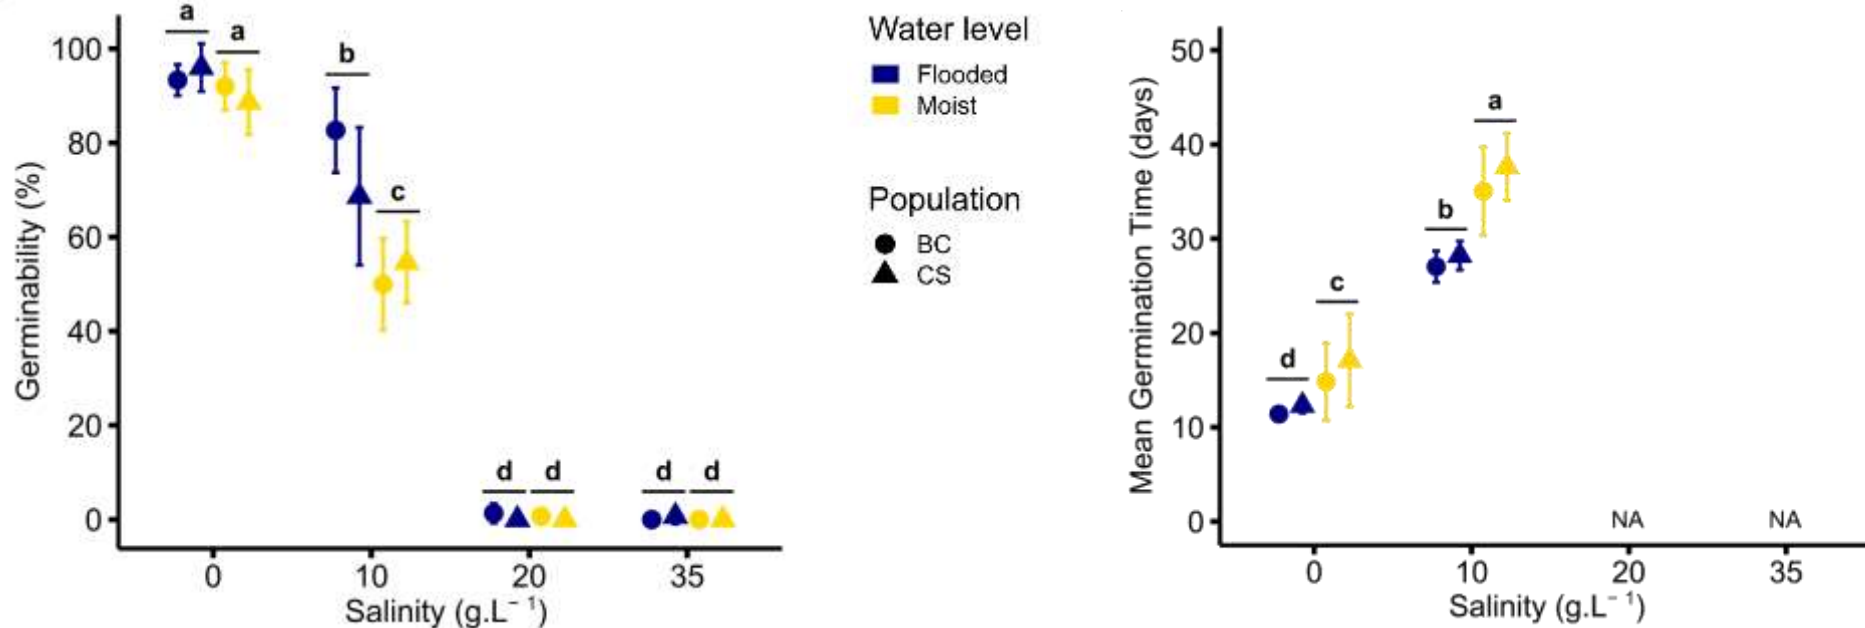 a
a
b
c
d d
d d
100
80
60
40
20
0
Germinability (%)
0 10 20 35
Salinity (g.L⁻¹)
Water level
Flooded
Moist
Population
BC
CS
a
b
c
d
50
40
30
20
10
0
Mean Germination Time (days)
NA NA
0 10 20 35
Salinity (g.L⁻¹)